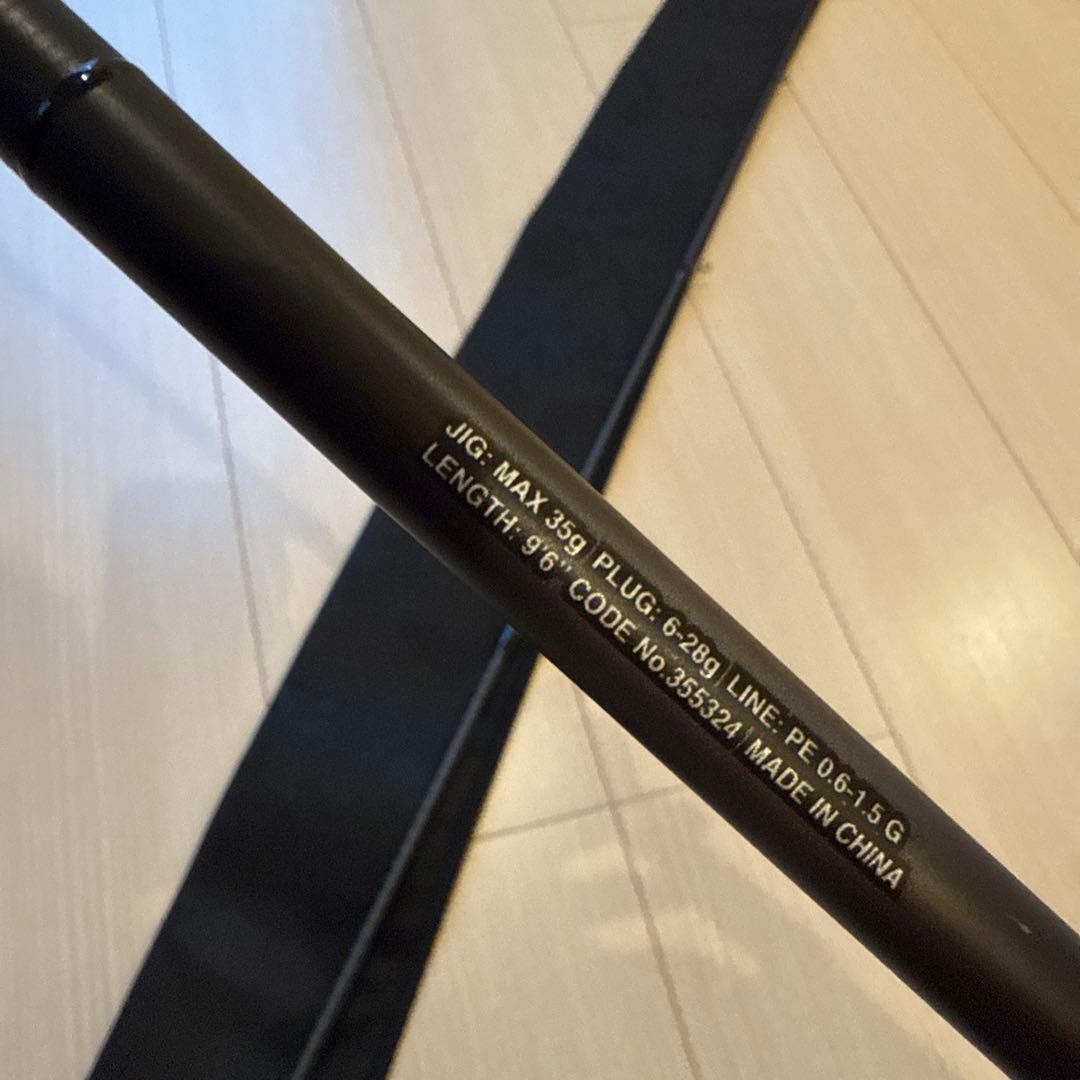 JIG: MAX 35g | PLUG: 6-28g | LINE: PE 0.6-1.5 G
LENGTH: 9'6" CODE No.355324 | MADE IN CHINA